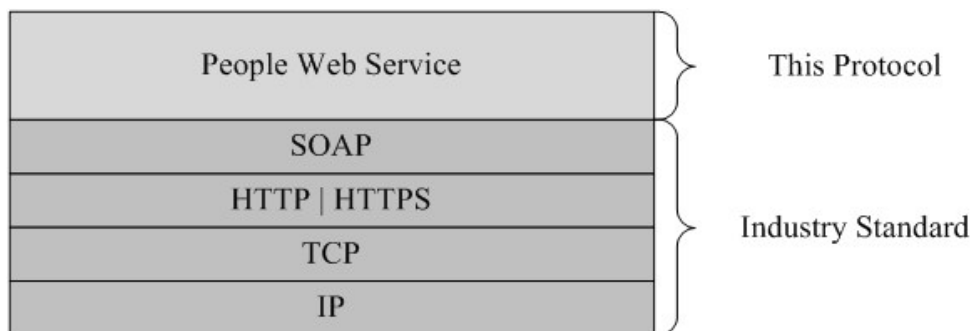 People Web Service
This Protocol
SOAP
HTTP | HTTPS
TCP
Industry Standard
IP